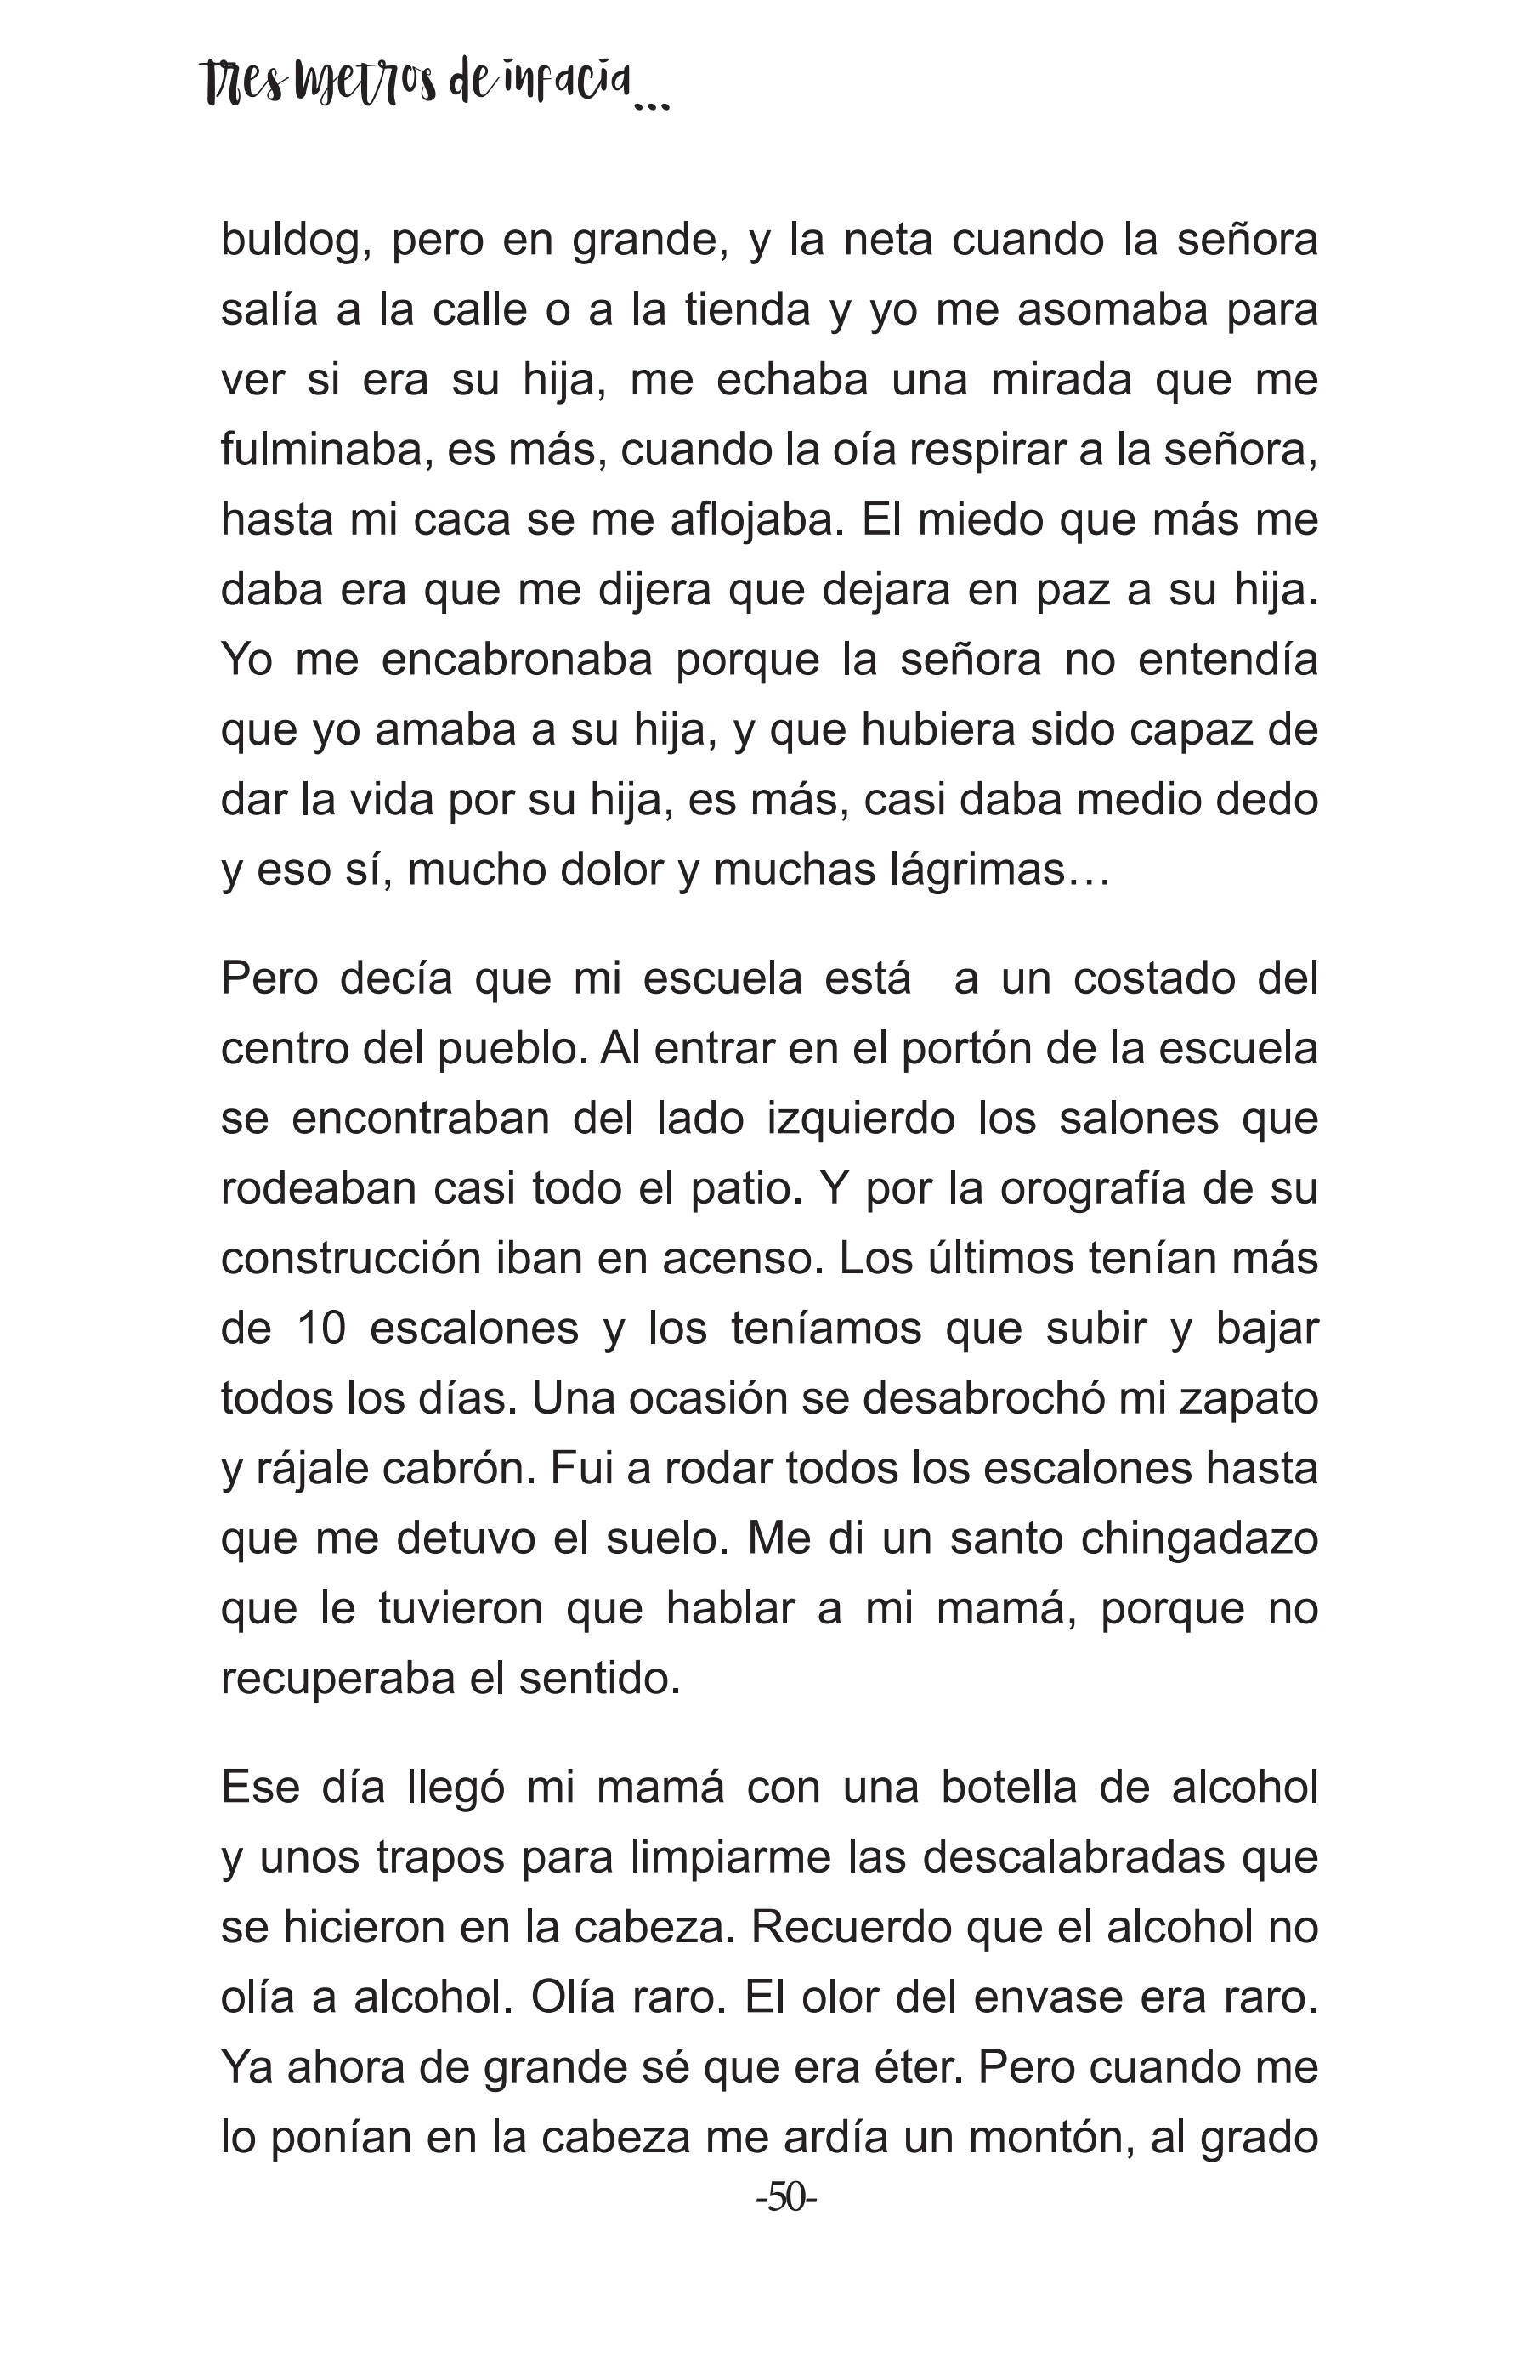 Tres metros de infacia...
buldog, pero en grande, y la neta cuando la señora
salía a la calle o a la tienda y yo me asomaba para
ver si era su hija, me echaba una mirada que me
fulminaba, es más, cuando la oía respirar a la señora,
hasta mi caca se me aflojaba. El miedo que más me
daba era que me dijera que dejara en paz a su hija.
Yo me encabronaba porque la señora no entendía
que yo amaba a su hija, y que hubiera sido capaz de
dar la vida por su hija, es más, casi daba medio dedo
y eso sí, mucho dolor y muchas lágrimas…
Pero decía que mi escuela está a un costado del
centro del pueblo. Al entrar en el portón de la escuela
se encontraban del lado izquierdo los salones que
rodeaban casi todo el patio. Y por la orografía de su
construcción iban en acenso. Los últimos tenían más
de 10 escalones y los teníamos que subir y bajar
todos los días. Una ocasión se desabrochó mi zapato
y rájale cabrón. Fui a rodar todos los escalones hasta
que me detuvo el suelo. Me di un santo chingadazo
que le tuvieron que hablar a mi mamá, porque no
recuperaba el sentido.
Ese día llegó mi mamá con una botella de alcohol
y unos trapos para limpiarme las descalabradas que
se hicieron en la cabeza. Recuerdo que el alcohol no
olía a alcohol. Olía raro. El olor del envase era raro.
Ya ahora de grande sé que era éter. Pero cuando me
lo ponían en la cabeza me ardía un montón, al grado
-50-